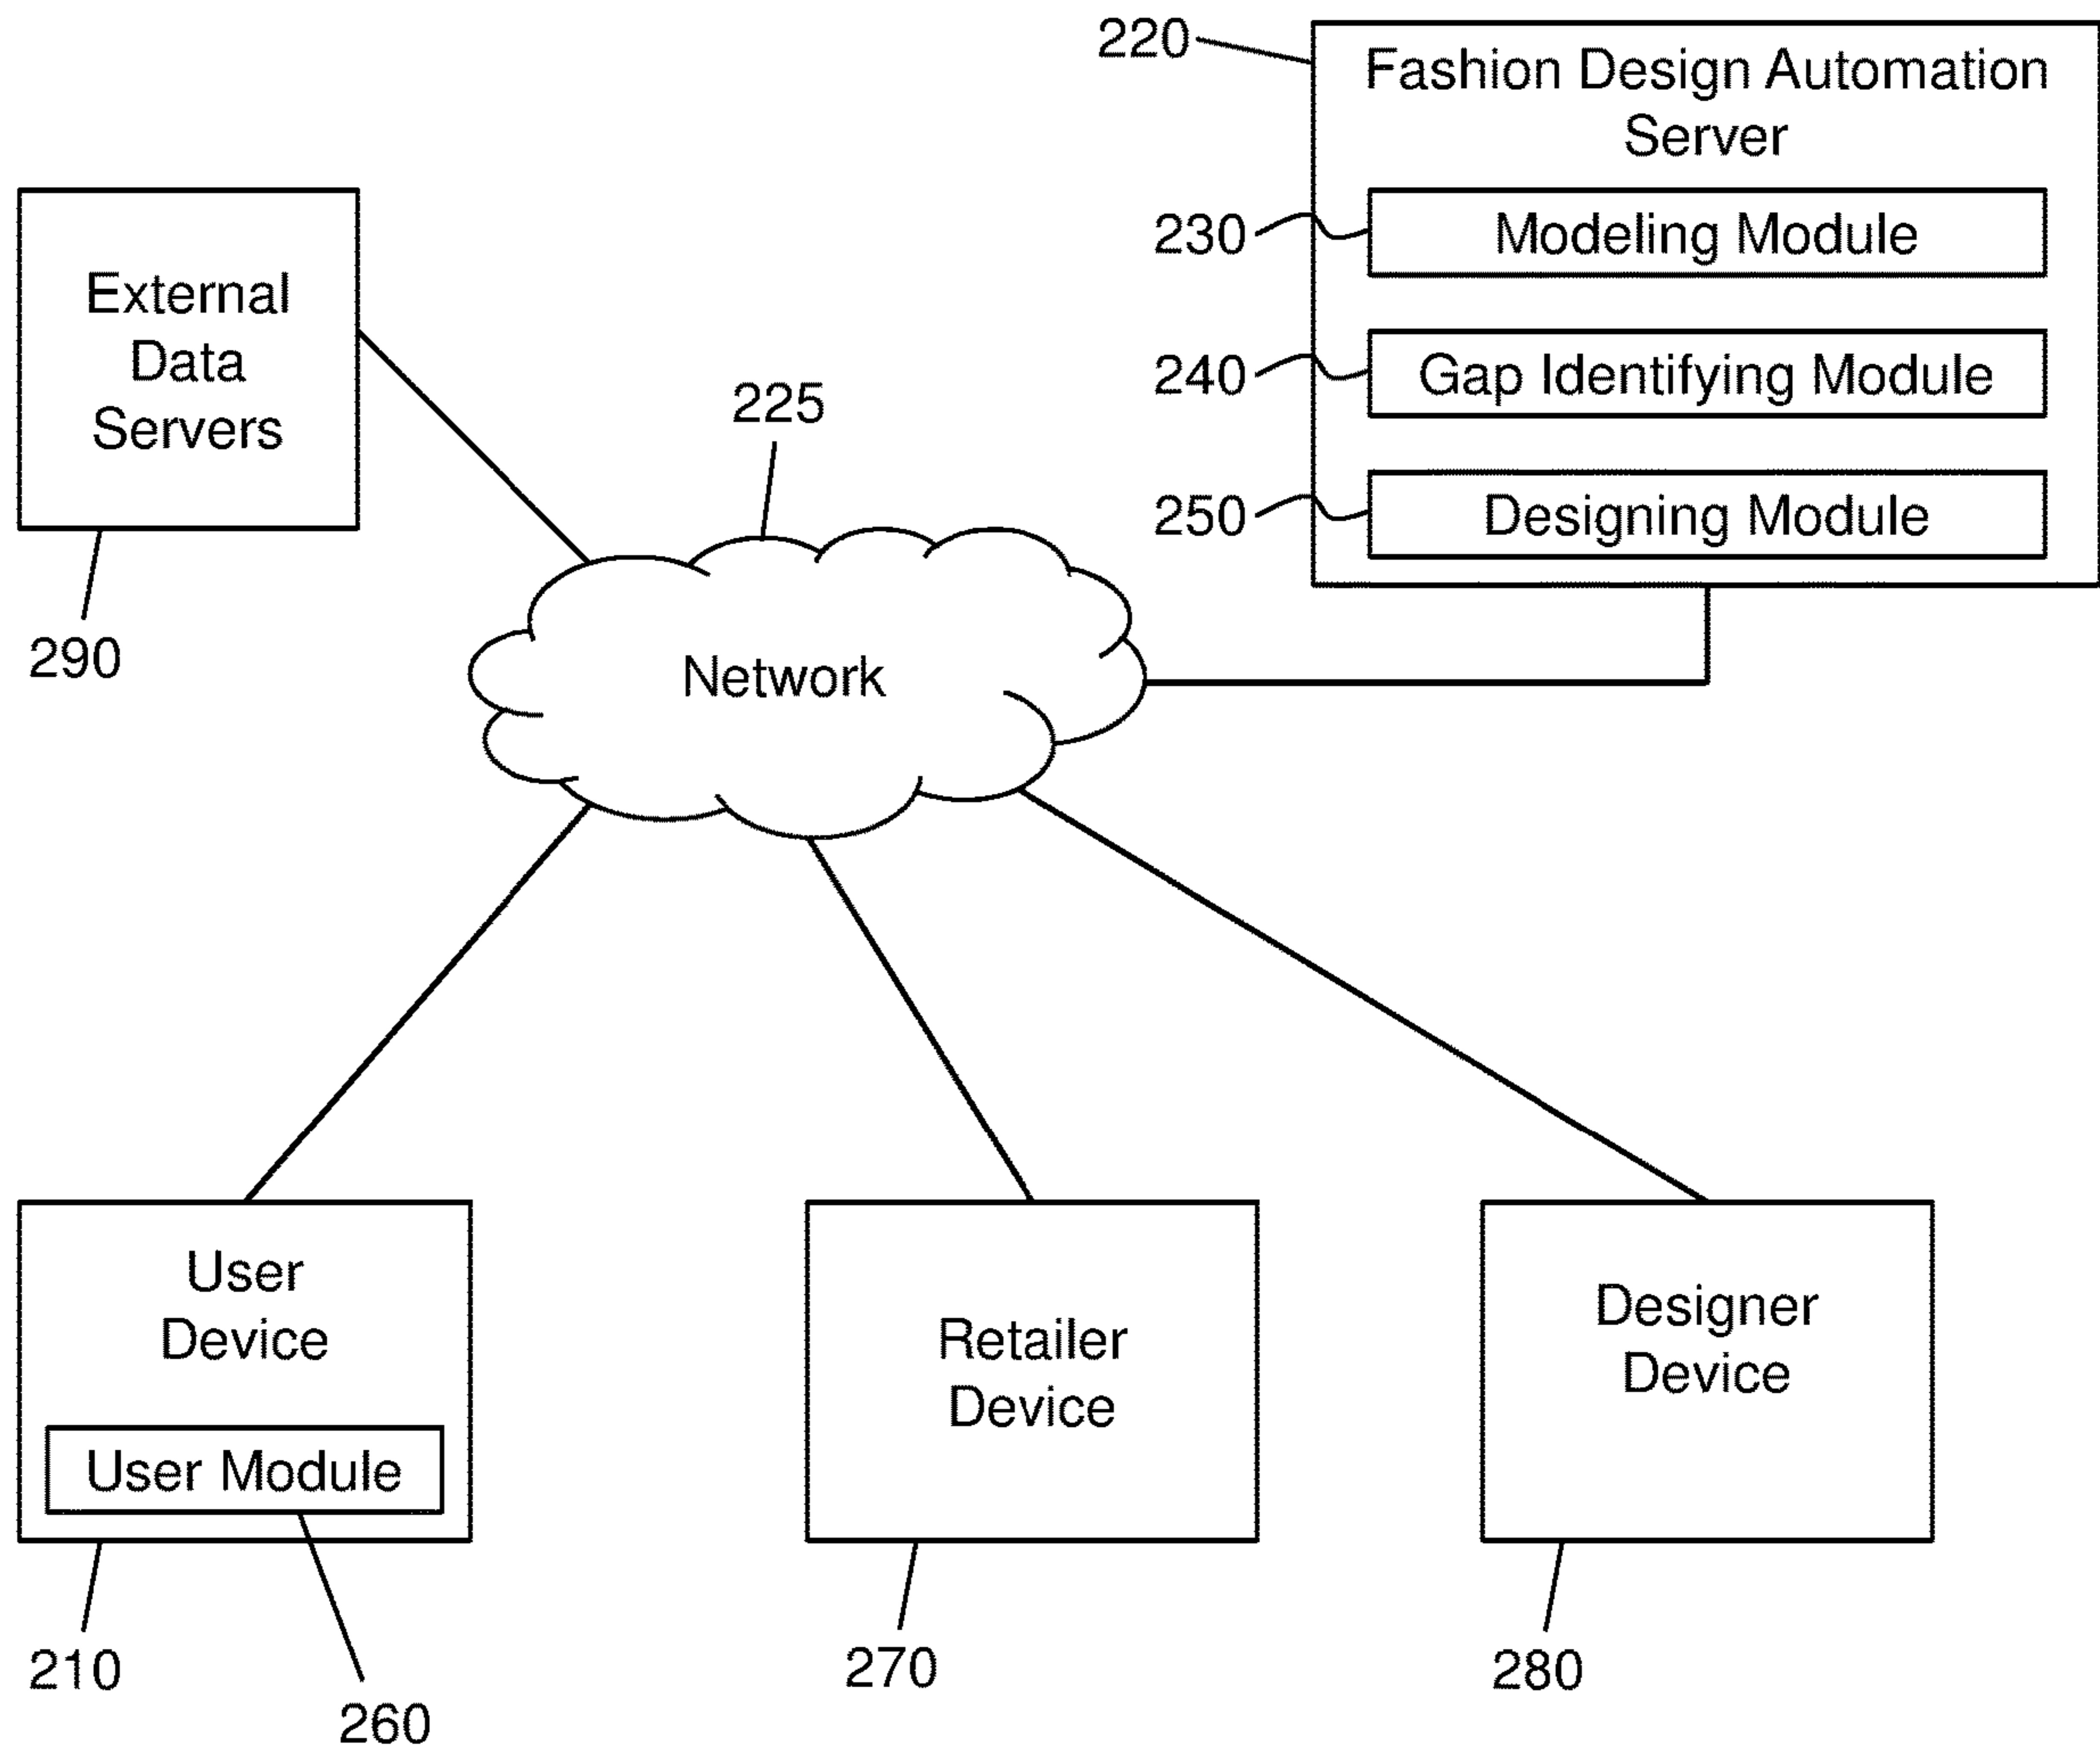 220
Fashion Design Automation
Server
230
Modeling Module
240
Gap Identifying Module
250
Designing Module
External
Data
Servers
290
225
Network
User
Device
User Module
210
260
Retailer
Device
270
Designer
Device
280